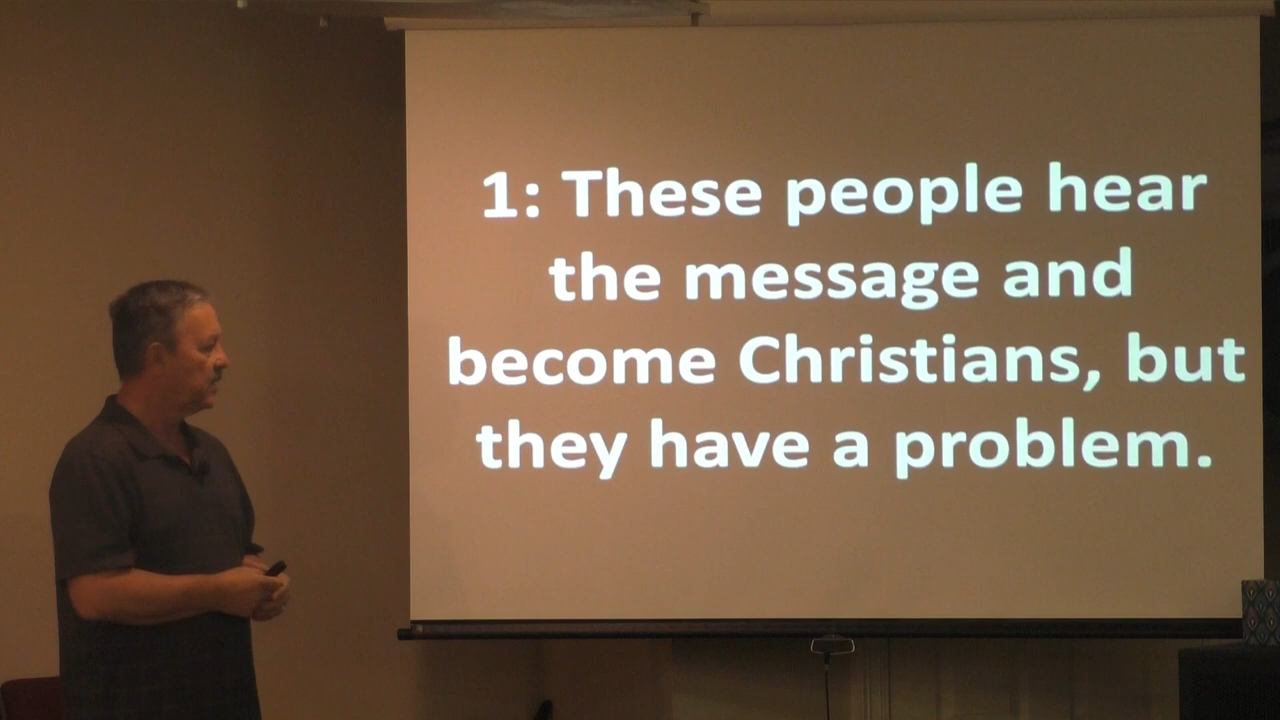 1: These people hear
the message and
become Christians, but
they have a problem.